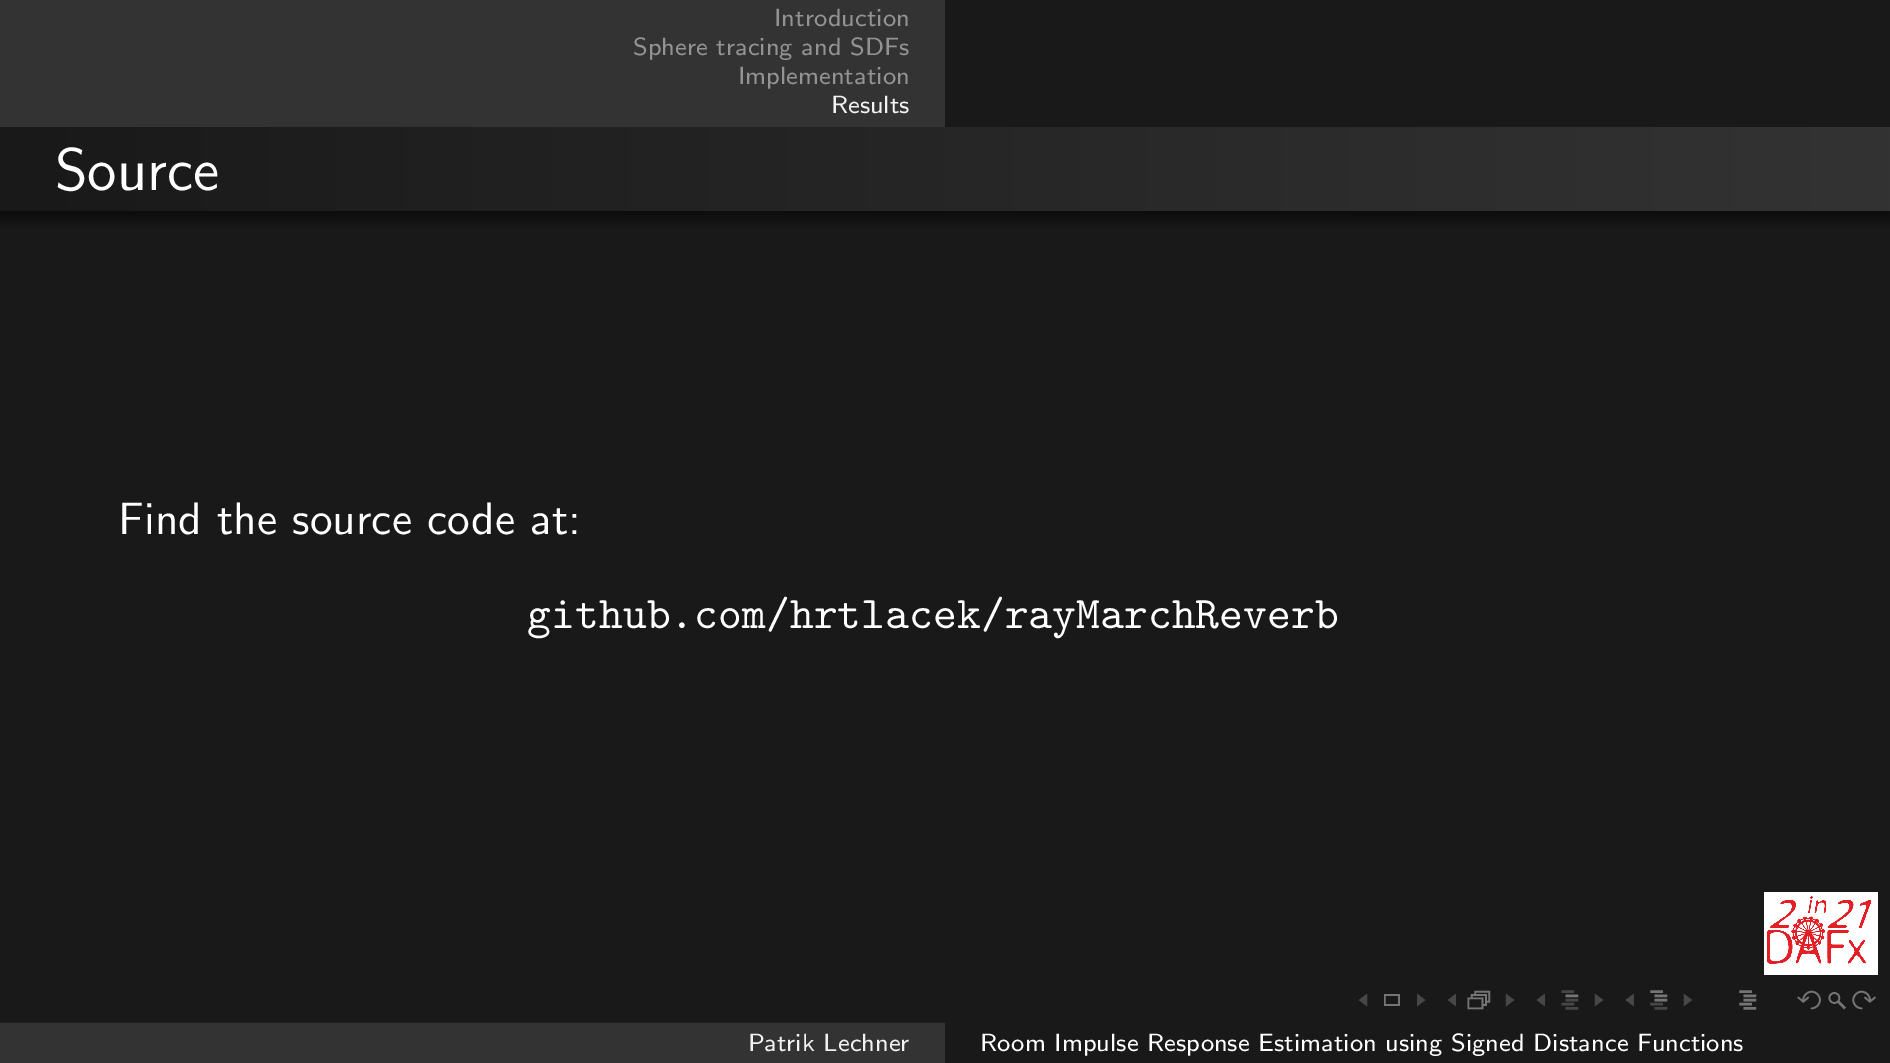 Introduction
Sphere tracing and SDFs
Implementation
Results
Source
Find the source code at:
github.com/hrtlacek/rayMarchReverb
2 in 21
DAFx
Patrik Lechner
Room Impulse Response Estimation using Signed Distance Functions